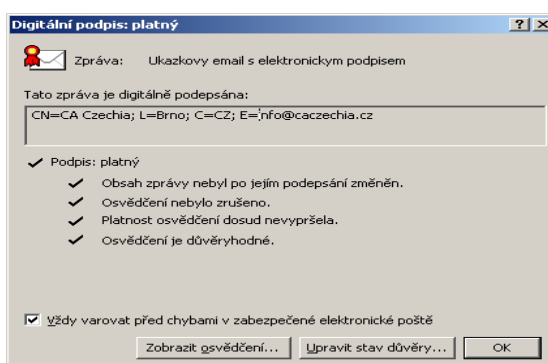 Digitální podpis: platný
Zpráva: Ukazkovy email s elektronickym podpisem
Tato zpráva je digitálně podepsána:
CN=CA Czechia; L=Brno; C=CZ; E=info@caczechia.cz
Podpis: platný
Obsah zprávy nebyl po jejím podepsání změněn.
Osvědčení nebylo zrušeno.
Platnost osvědčení dosud nevypršela.
Osvědčení je důvěryhodné.
Vždy varovat před chybami v zabezpečené elektronické poště
Zobrazit osvědčení... Upravit stav důvěry... OK